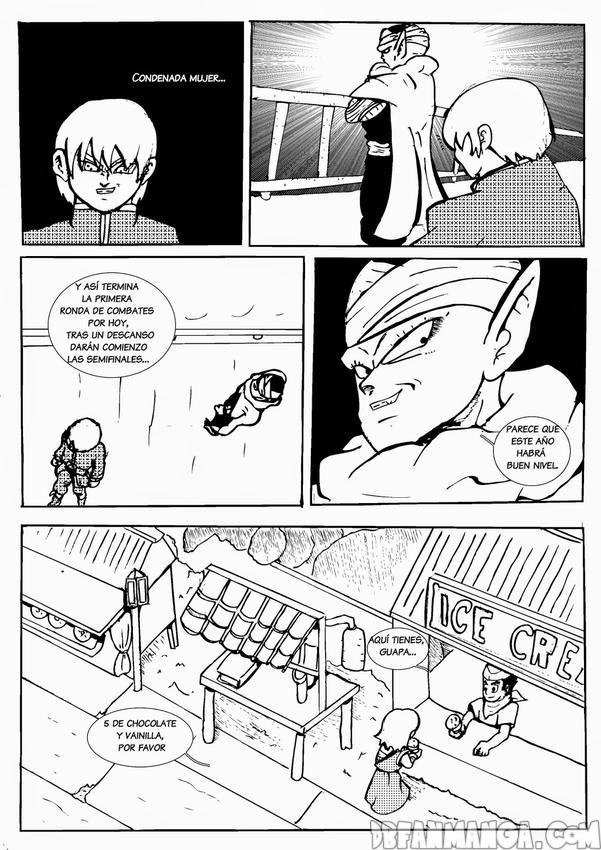 CONDENADA MUJER...
Y ASÍ TERMINA
LA PRIMERA
RONDA DE COMBATES
POR HOY,
TRAS UN DESCANSO
DARÁN COMIENZO
LAS SEMIFINALES...
PARECE QUE
ESTE AÑO
HABRÁ
BUEN NIVEL.
ICE CREE
AQUÍ TIENES,
GUAPA...
5 DE CHOCOLATE
Y VAINILLA,
POR FAVOR
DBFANMANGA.COM